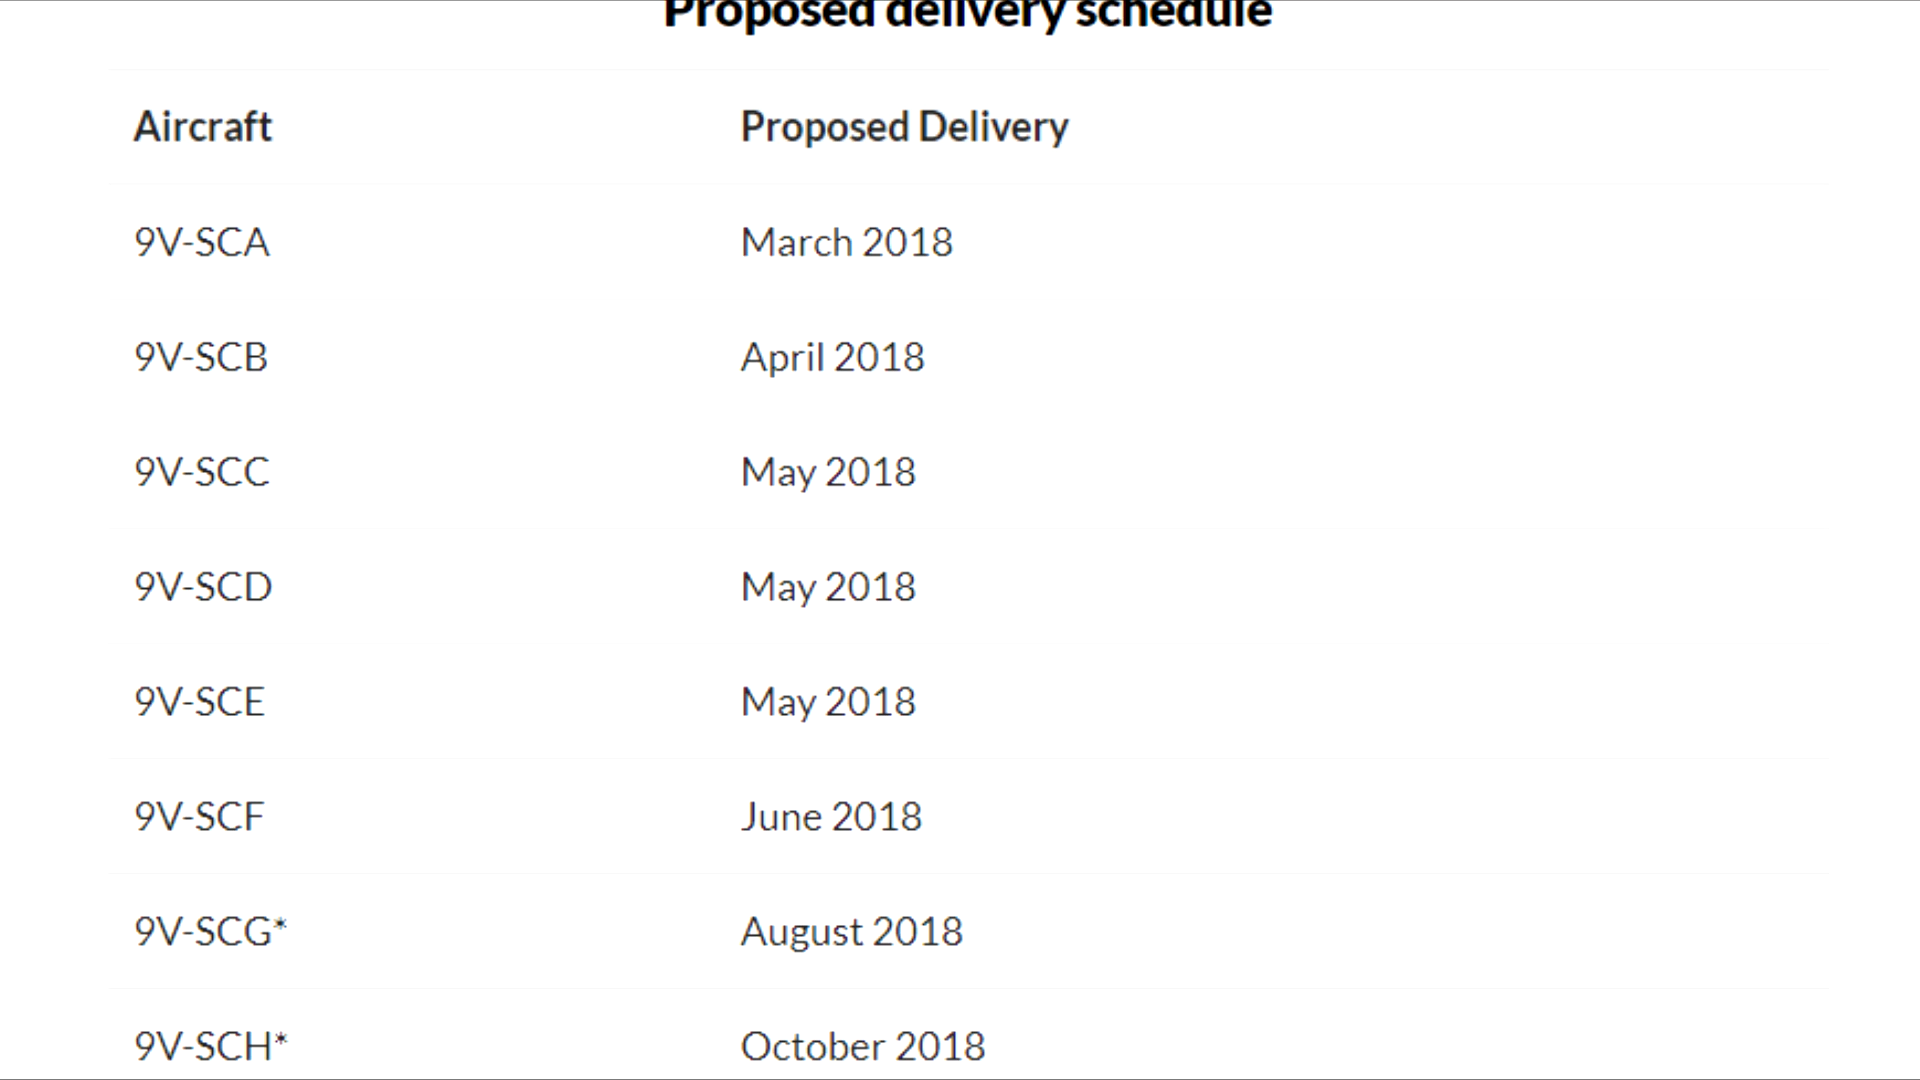 Proposed delivery schedule
Aircraft Proposed Delivery
9V-SCA March 2018
9V-SCB April 2018
9V-SCC May 2018
9V-SCD May 2018
9V-SCE May 2018
9V-SCF June 2018
9V-SCG* August 2018
9V-SCH* October 2018